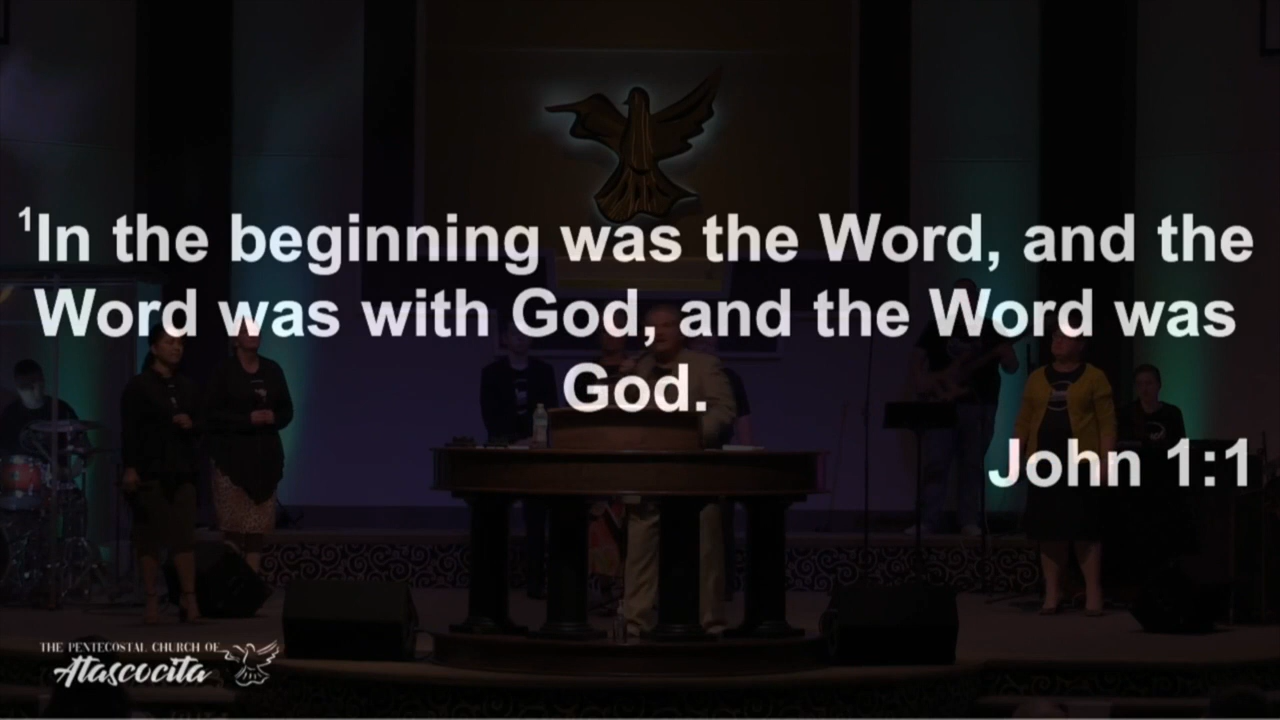 ¹In the beginning was the Word, and the
Word was with God, and the Word was
God.
John 1:1
THE PENTECOSTAL CHURCH OF
Atascocita